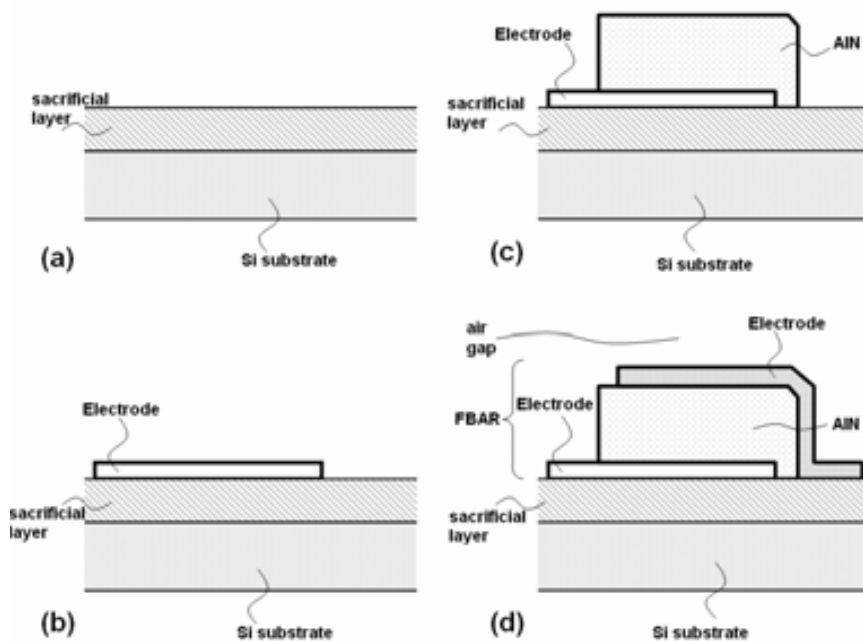 sacrificial
layer
Si substrate
(a)
Electrode
sacrificial
layer
Si substrate
(b)
Electrode
AlN
sacrificial
layer
Si substrate
(c)
air
gap
Electrode
FBAR
Electrode
AlN
sacrificial
layer
Si substrate
(d)